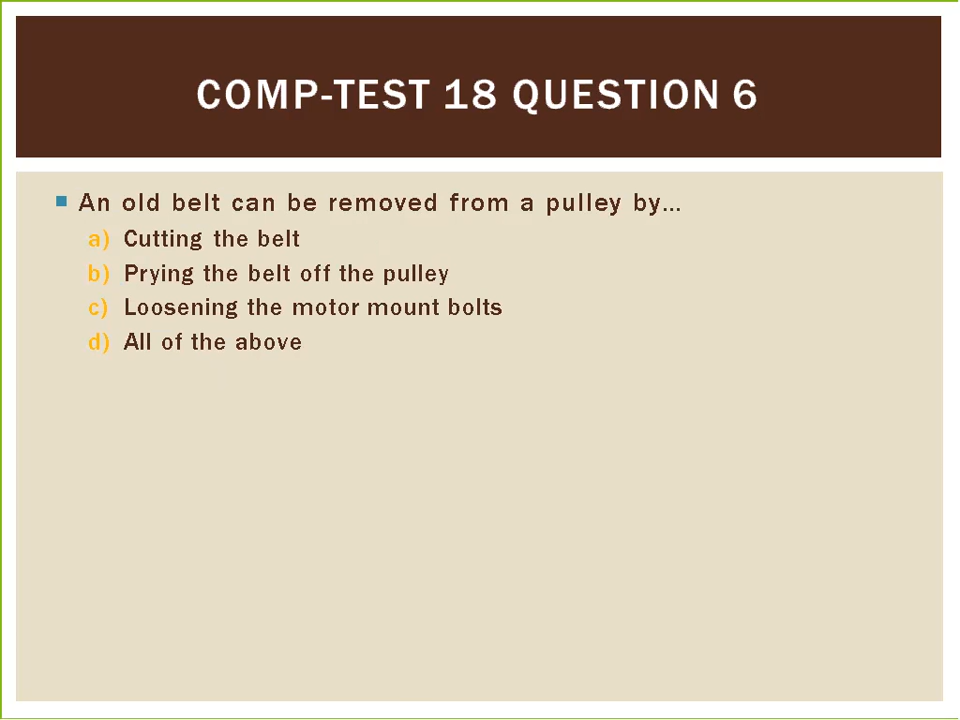 COMP-TEST 18 QUESTION 6
An old belt can be removed from a pulley by…
a) Cutting the belt
b) Prying the belt off the pulley
c) Loosening the motor mount bolts
d) All of the above